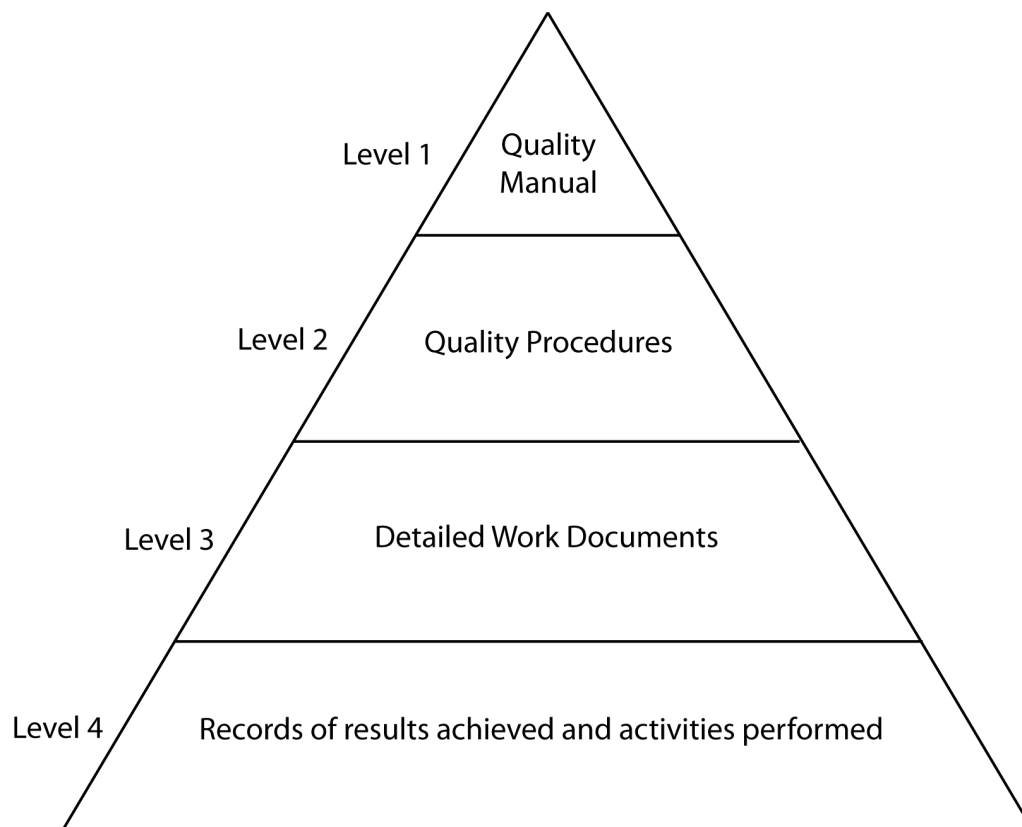 Level 1
Quality
Manual
Level 2
Quality Procedures
Level 3
Detailed Work Documents
Level 4
Records of results achieved and activities performed